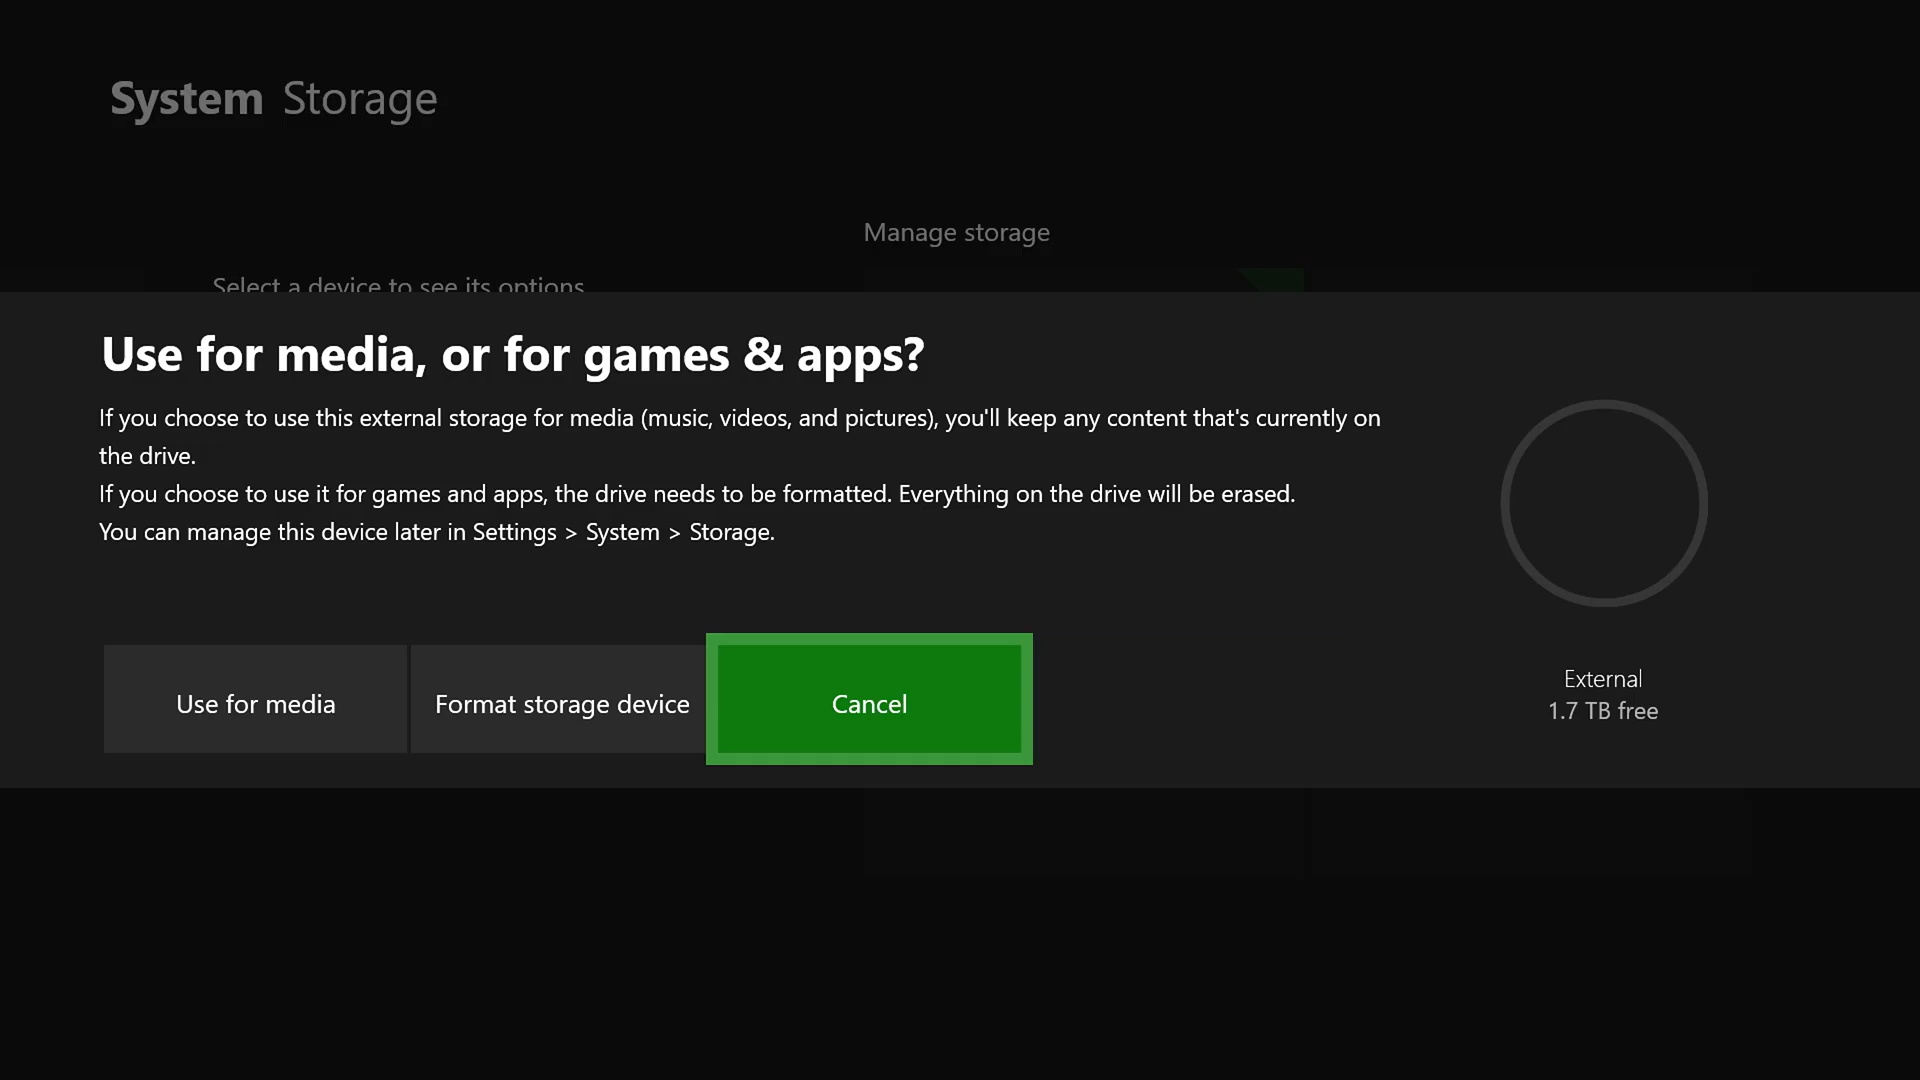 System Storage
Manage storage
Select a device to see its options
Use for media, or for games & apps?
If you choose to use this external storage for media (music, videos, and pictures), you'll keep any content that's currently on
the drive.
If you choose to use it for games and apps, the drive needs to be formatted. Everything on the drive will be erased.
You can manage this device later in Settings > System > Storage.
Use for media
Format storage device
Cancel
External
1.7 TB free